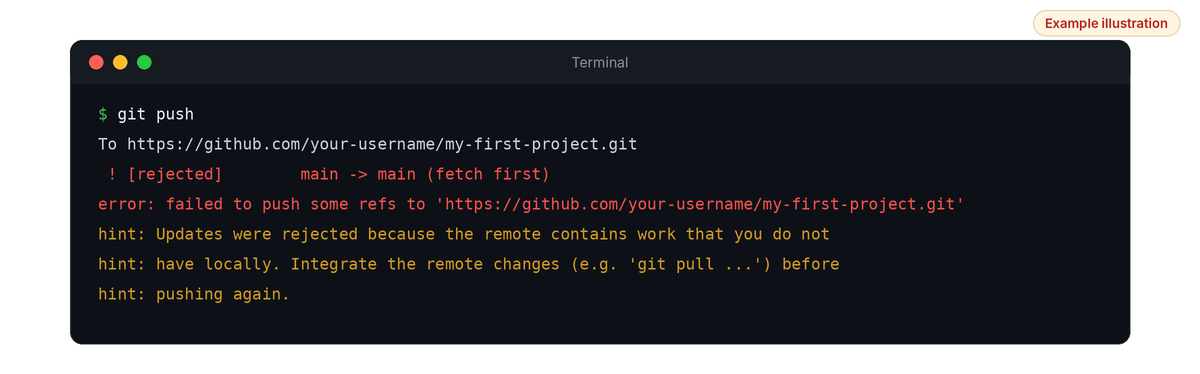 Example illustration
Terminal
$ git push
To https://github.com/your-username/my-first-project.git
 ! [rejected]        main -> main (fetch first)
error: failed to push some refs to 'https://github.com/your-username/my-first-project.git'
hint: Updates were rejected because the remote contains work that you do not
hint: have locally. Integrate the remote changes (e.g. 'git pull ...') before
hint: pushing again.